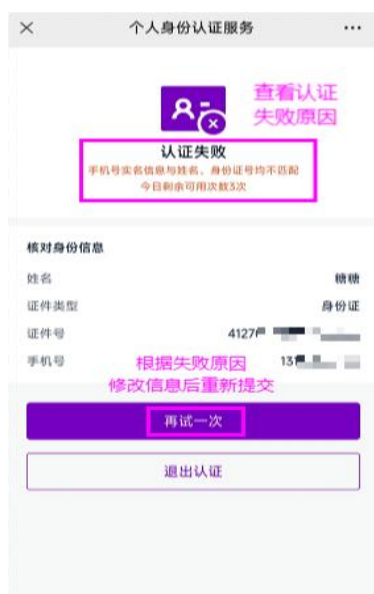 个人身份认证服务
查看认证
失败原因
认证失败
手机号实名信息与姓名、身份证号均不匹配
今日剩余可用次数3次
核对身份信息
姓名 糖糖
证件类型 身份证
证件号 4127
手机号 131
根据失败原因
修改信息后重新提交
再试一次
退出认证